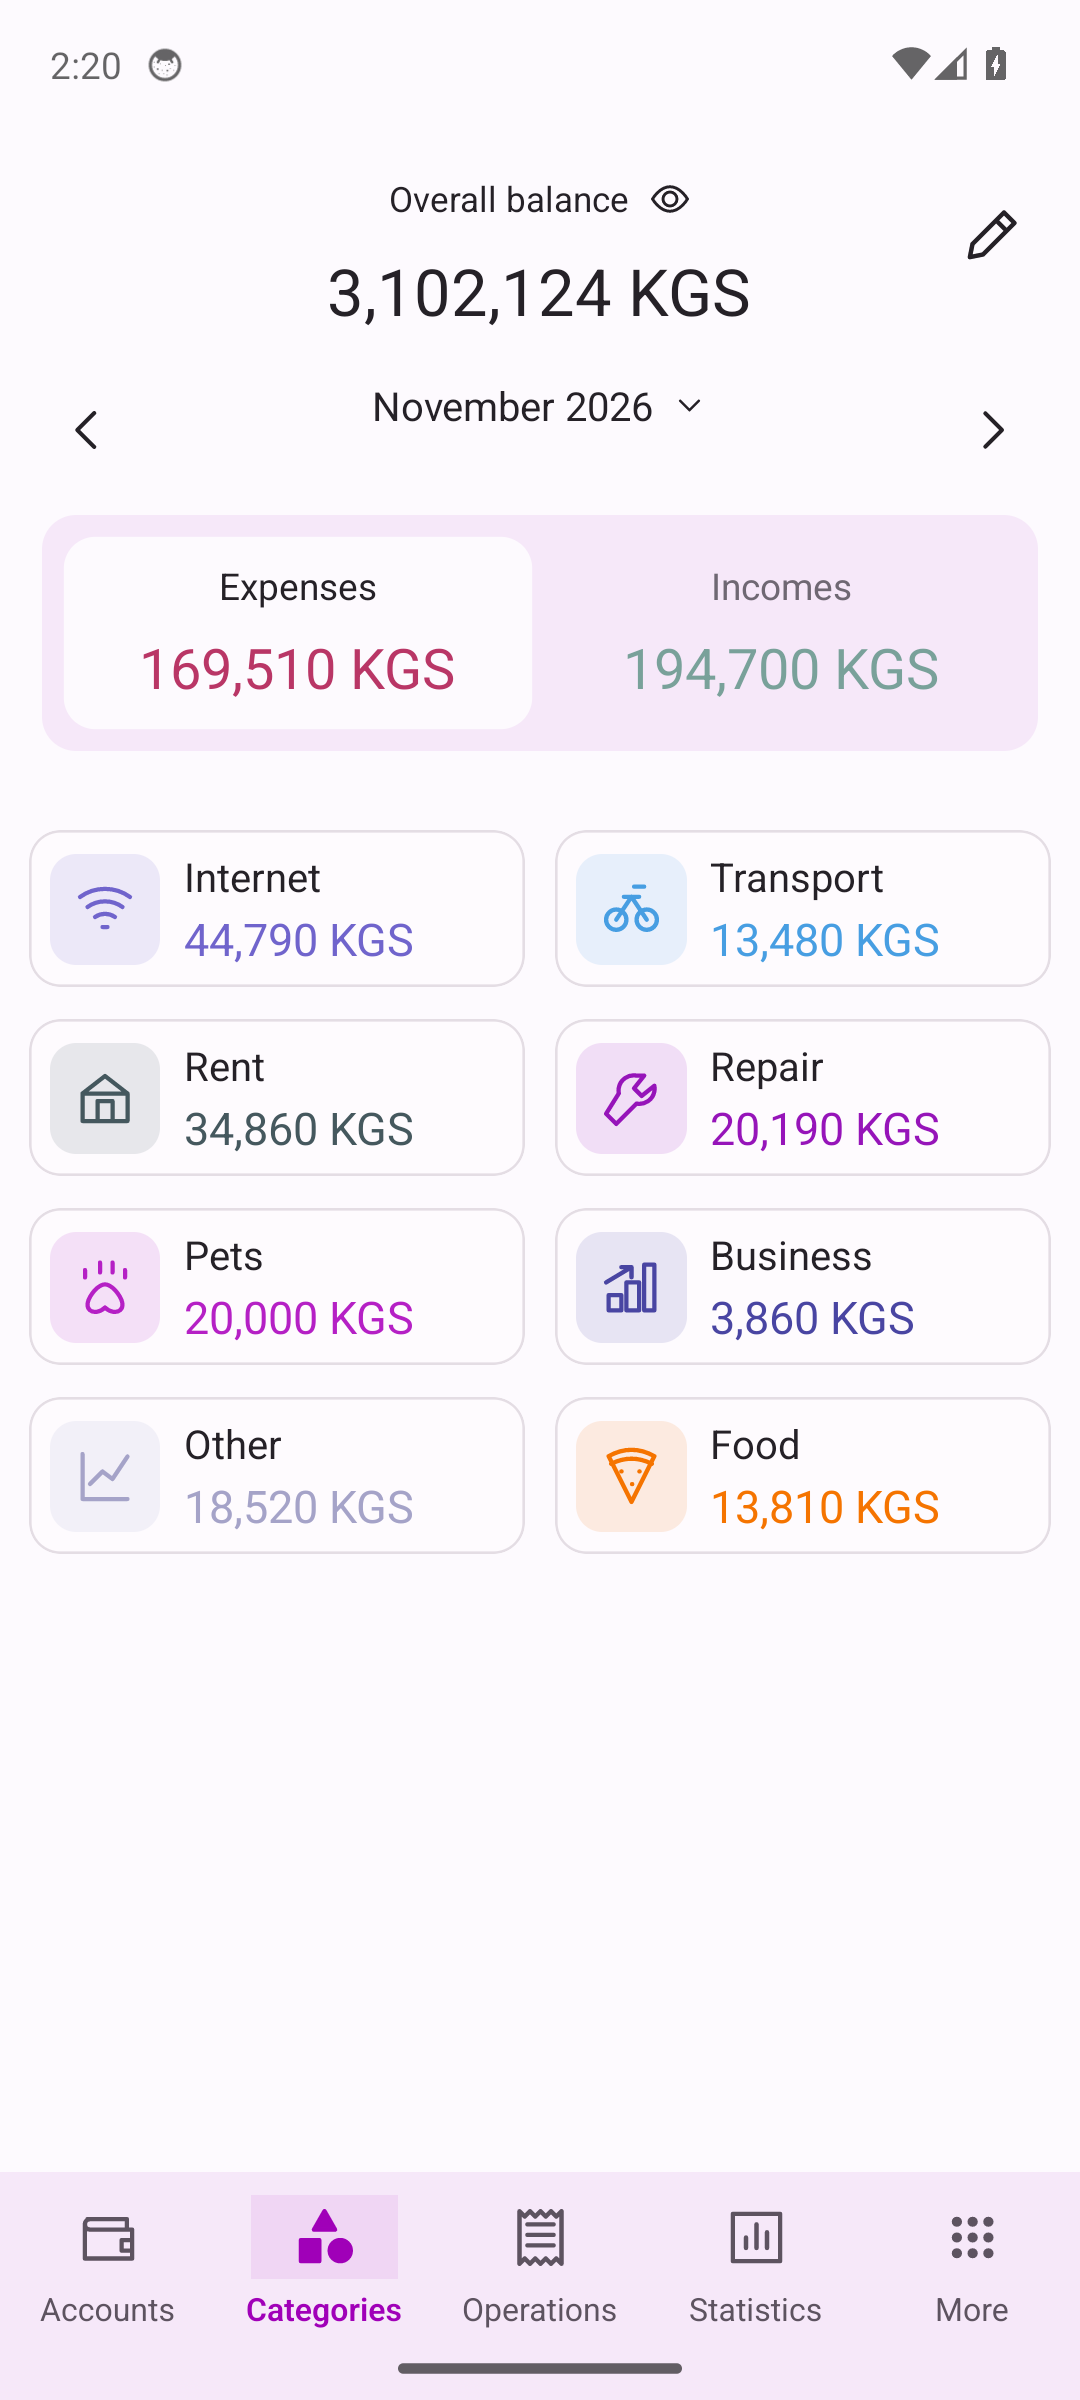 2:20
Overall balance
3,102,124 KGS
November 2026
Expenses
169,510 KGS
Incomes
194,700 KGS
Internet
44,790 KGS
Transport
13,480 KGS
Rent
34,860 KGS
Repair
20,190 KGS
Pets
20,000 KGS
Business
3,860 KGS
Other
18,520 KGS
Food
13,810 KGS
Accounts
Categories
Operations
Statistics
More